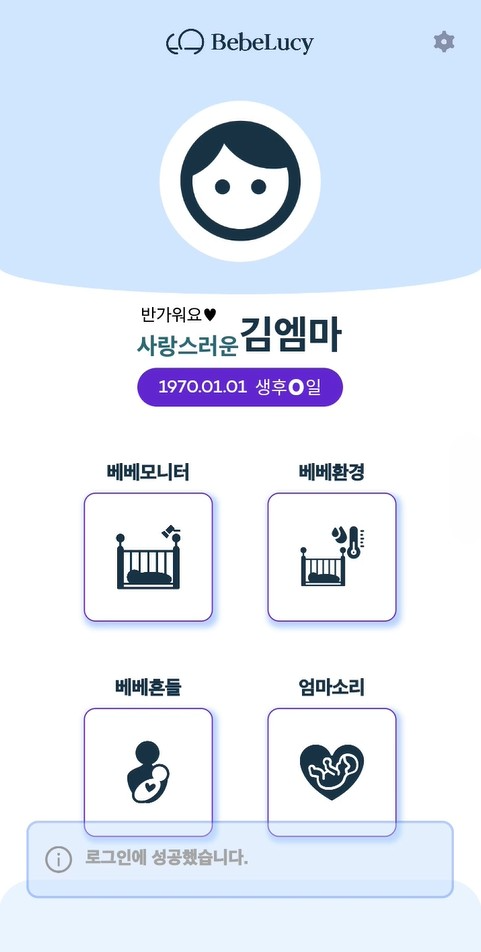 BebeLucy
반가워요♥
사랑스러운 김엠마
1970.01.01 생후0일
베베모니터 베베환경
베베흔들 엄마소리
로그인에 성공했습니다.